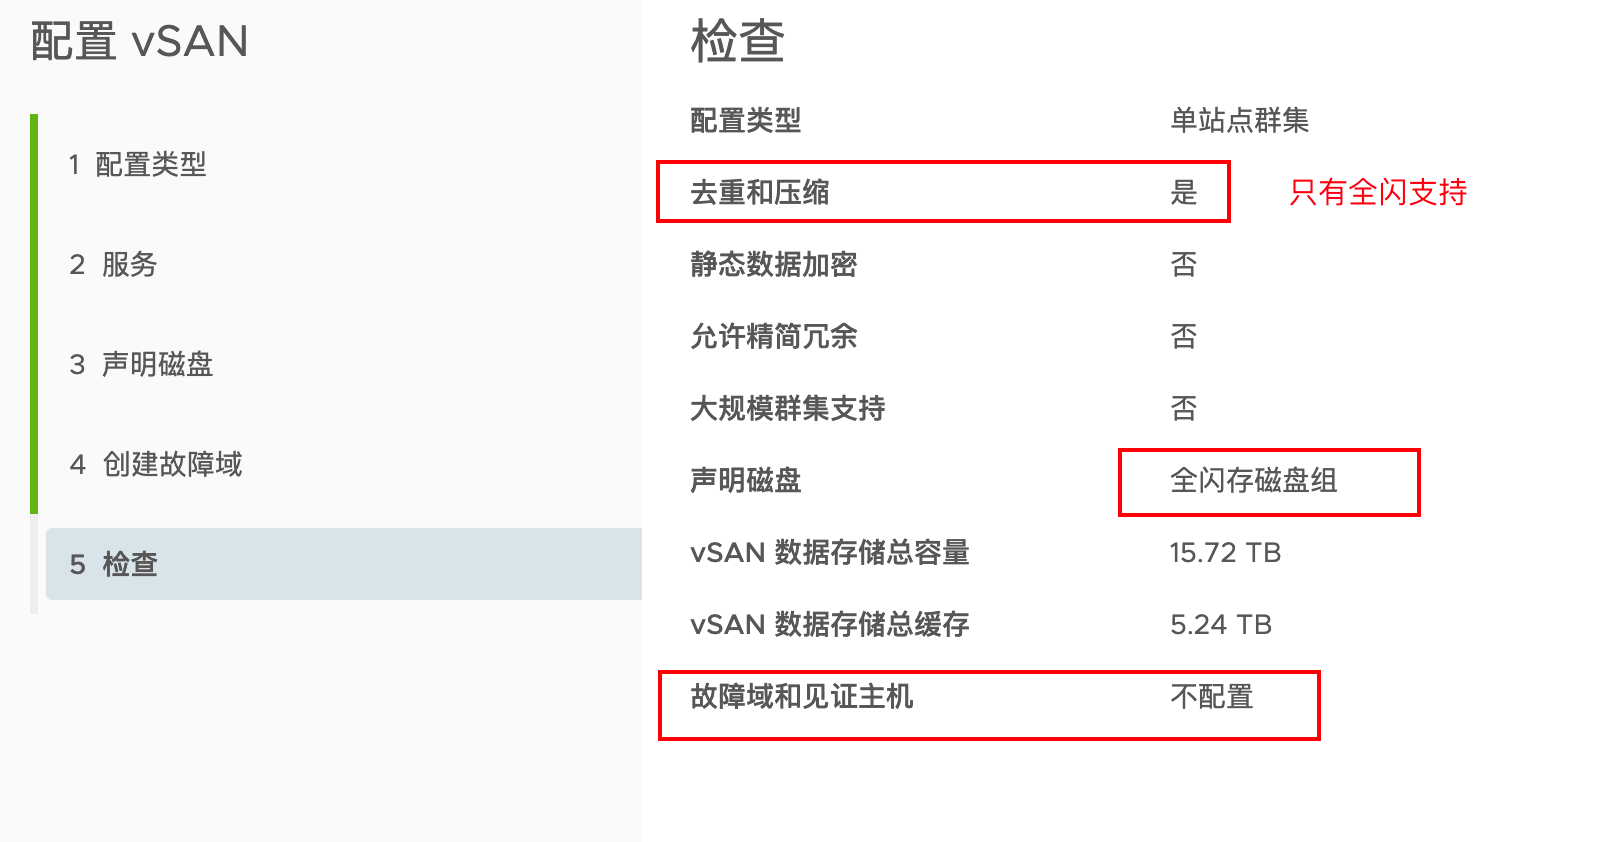 配置 vSAN
1 配置类型
2 服务
3 声明磁盘
4 创建故障域
5 检查
检查
配置类型 单站点群集
去重和压缩 是 只有全闪支持
静态数据加密 否
允许精简冗余 否
大规模群集支持 否
声明磁盘 全闪存磁盘组
vSAN 数据存储总容量 15.72 TB
vSAN 数据存储总缓存 5.24 TB
故障域和见证主机 不配置